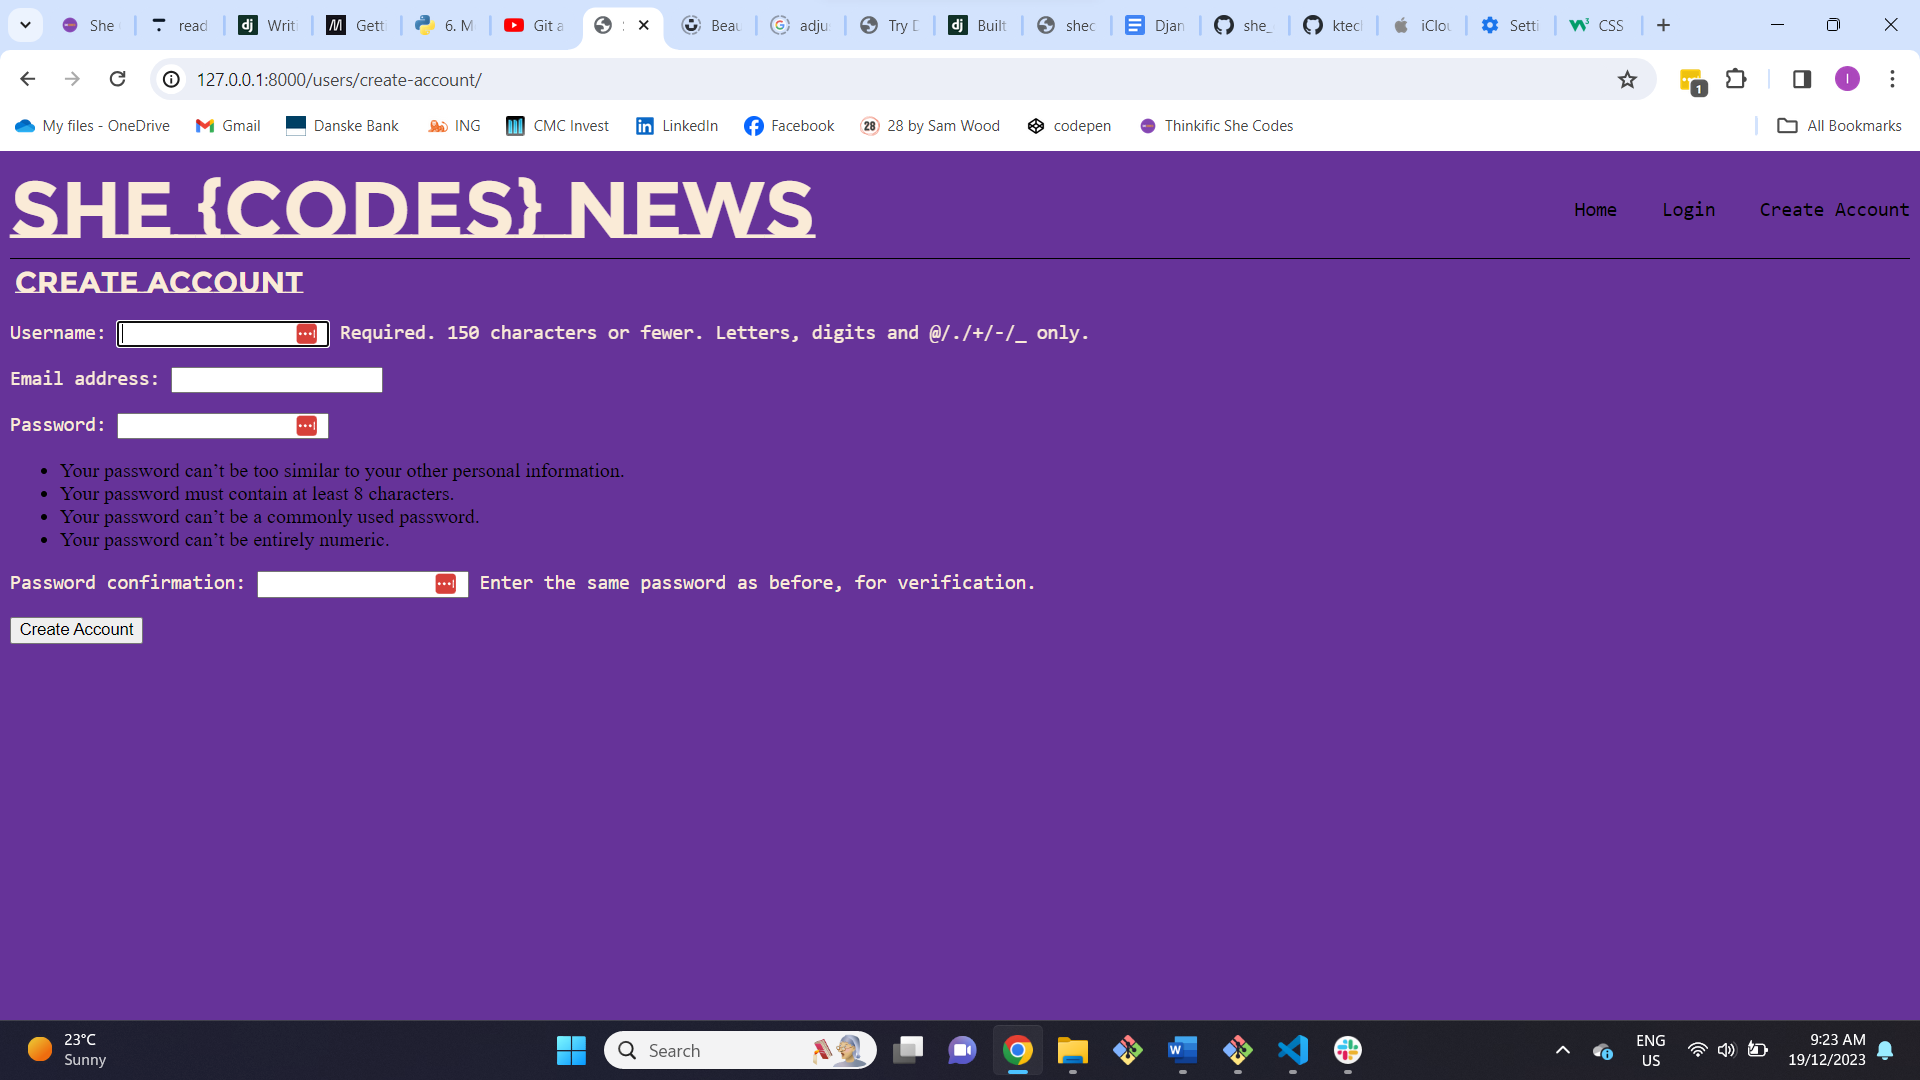 She readWriti Getti 6. M Git a S Beau adju Try D Built shec Djan she_ ktech iClou Setti CSS
127.0.0.1:8000/users/create-account/
1
My files - OneDrive Gmail Danske Bank ING CMC Invest LinkedIn Facebook 28 by Sam Wood codepen Thinkific She Codes All Bookmarks
SHE {CODES} NEWS
Home Login Create Account
CREATE ACCOUNT
Username: Required. 150 characters or fewer. Letters, digits and @/./+/-/_ only.
Email address:
Password:
Your password can’t be too similar to your other personal information.
Your password must contain at least 8 characters.
Your password can’t be a commonly used password.
Your password can’t be entirely numeric.
Password confirmation: Enter the same password as before, for verification.
Create Account
23°C
Sunny
Search
ENG
US
9:23 AM
19/12/2023